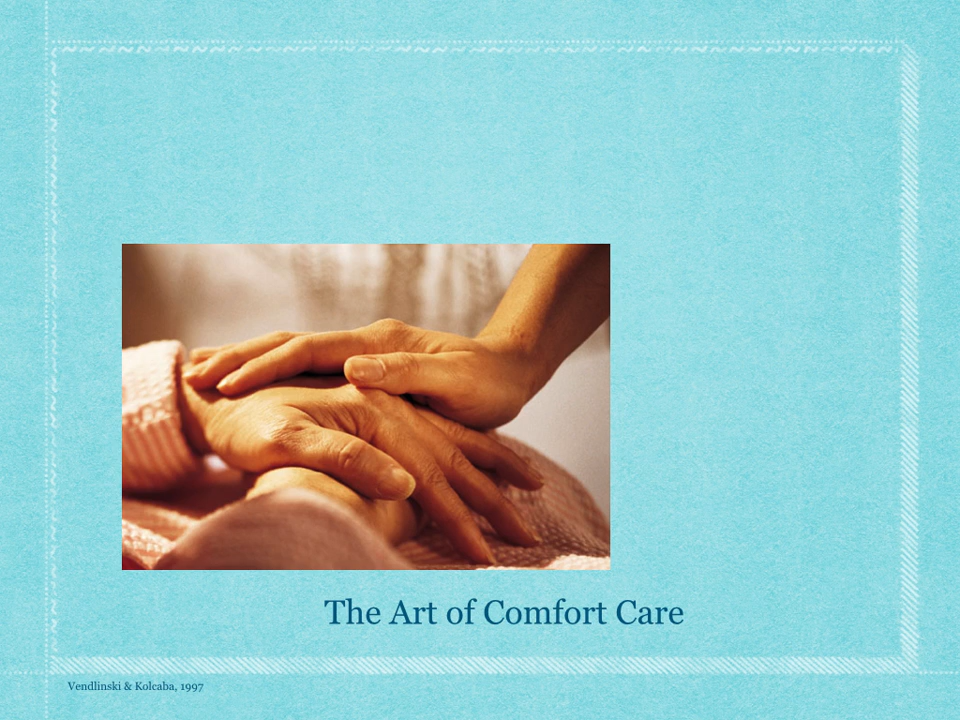 The Art of Comfort Care
Vendlinski & Kolcaba, 1997